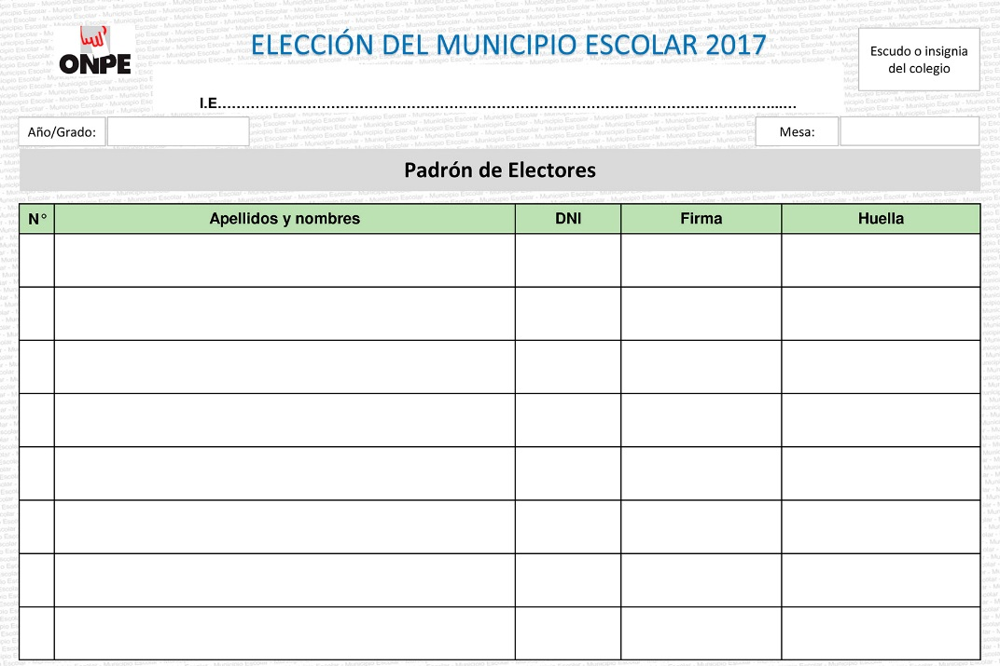 ONPE
ELECCIÓN DEL MUNICIPIO ESCOLAR 2017
Escudo o insignia
del colegio
I.E.......................................................................................................................................
Año/Grado:
Mesa:
Padrón de Electores
N° Apellidos y nombres DNI Firma Huella